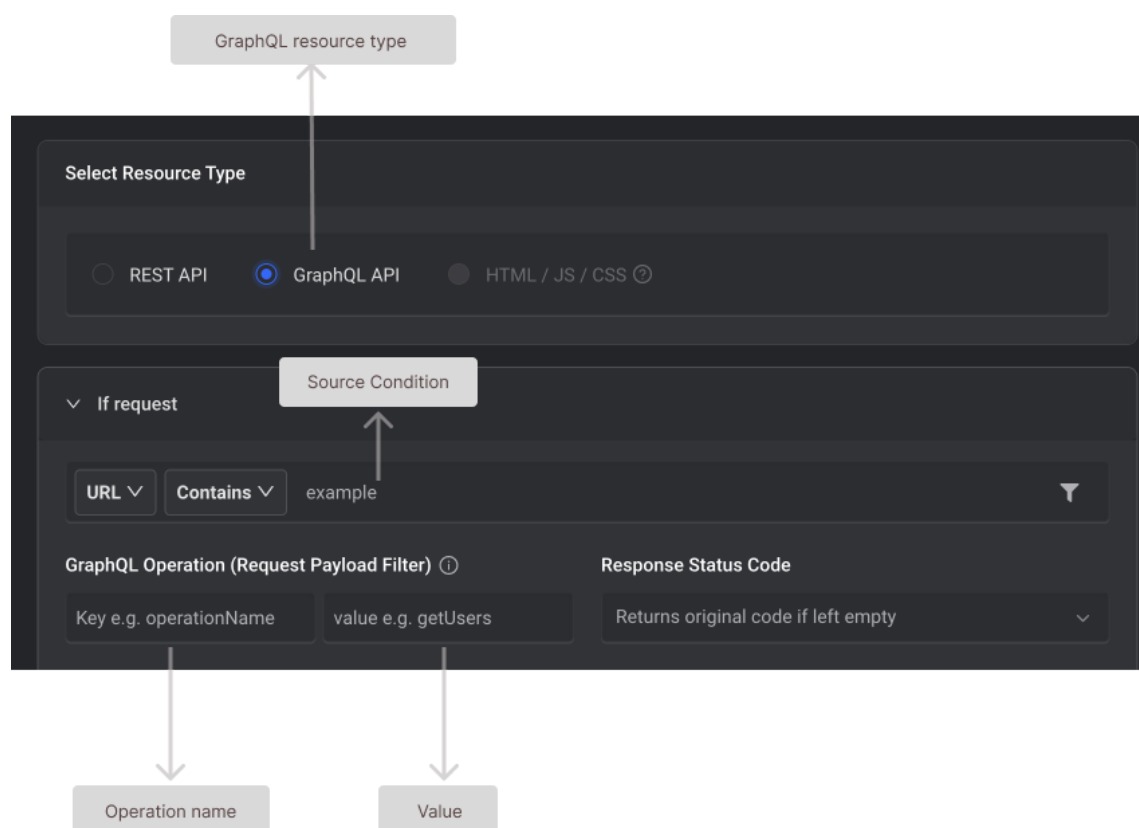 GraphQL resource type
Select Resource Type
REST API GraphQL API HTML / JS / CSS
Source Condition
If request
URL Contains example
GraphQL Operation (Request Payload Filter) Response Status Code
Key e.g. operationName value e.g. getUsers Returns original code if left empty
Operation name Value